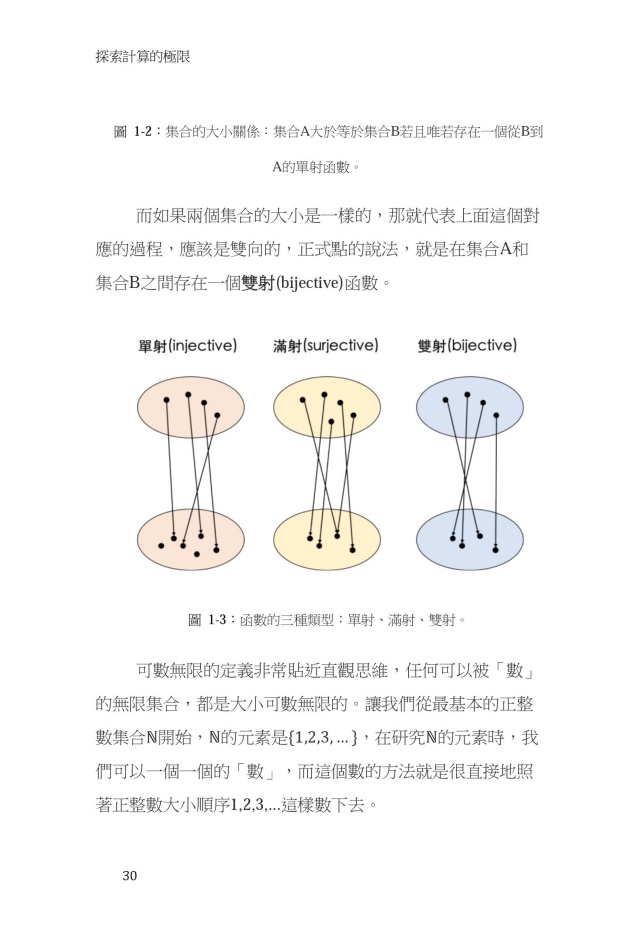 探索計算的極限
圖 1-2：集合的大小關係：集合A大於等於集合B若且唯若存在一個從B到
A的單射函數。
而如果兩個集合的大小是一樣的，那就代表上面這個對
應的過程，應該是雙向的，正式點的說法，就是在集合A和
集合B之間存在一個雙射(bijective)函數。
單射(injective) 滿射(surjective) 雙射(bijective)
圖 1-3：函數的三種類型：單射、滿射、雙射。
可數無限的定義非常貼近直觀思維，任何可以被「數」
的無限集合，都是大小可數無限的。讓我們從最基本的正整
數集合ℕ開始，ℕ的元素是{1,2,3, ... }，在研究ℕ的元素時，我
們可以一個一個的「數」，而這個數的方法就是很直接地照
著正整數大小順序1,2,3,...這樣數下去。
30